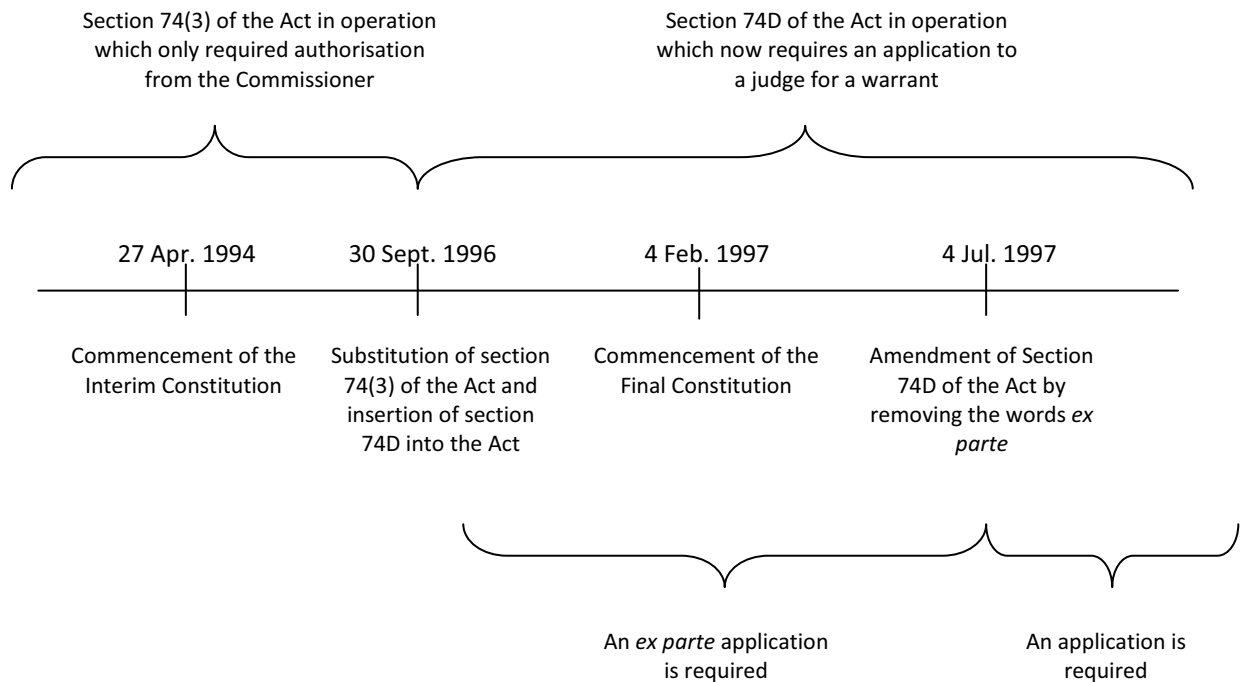 Section 74(3) of the Act in operation
which only required authorisation
from the Commissioner
Section 74D of the Act in operation
which now requires an application to
a judge for a warrant
27 Apr. 1994
30 Sept. 1996
4 Feb. 1997
4 Jul. 1997
Commencement of the
Interim Constitution
Substitution of section
74(3) of the Act and
insertion of section
74D into the Act
Commencement of the
Final Constitution
Amendment of Section
74D of the Act by
removing the words ex
parte
An ex parte application
is required
An application is
required